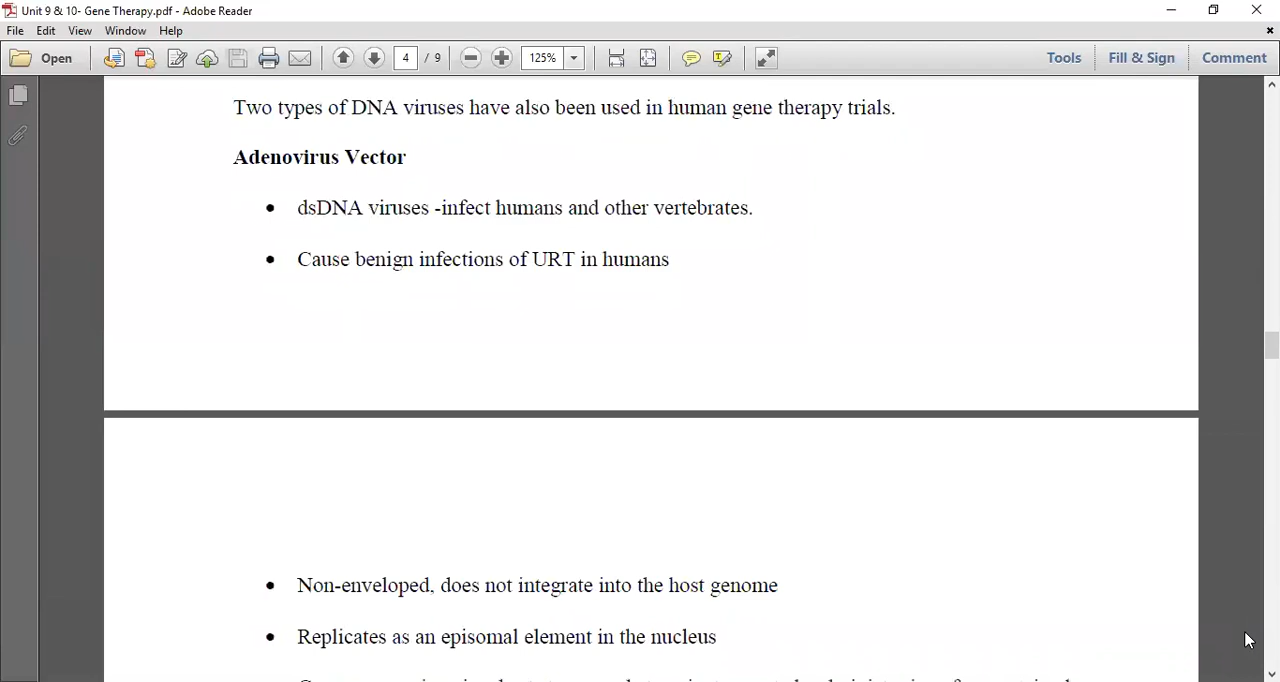 Unit 9 & 10- Gene Therapy.pdf - Adobe Reader
File Edit View Window Help
Open 4 / 9 125% Tools Fill & Sign Comment
Two types of DNA viruses have also been used in human gene therapy trials.
Adenovirus Vector
• dsDNA viruses -infect humans and other vertebrates.
• Cause benign infections of URT in humans
• Non-enveloped, does not integrate into the host genome
• Replicates as an episomal element in the nucleus